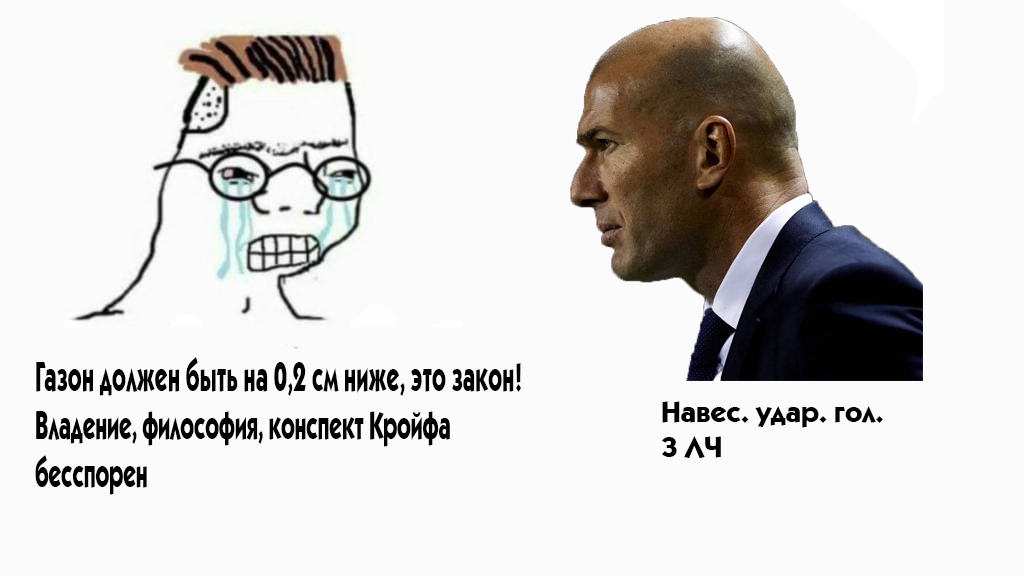 Газон должен быть на 0,2 см ниже, это закон!
Владение, философия, конспект Кройфа
бесспорен
Навес. удар. гол.
3 ЛЧ